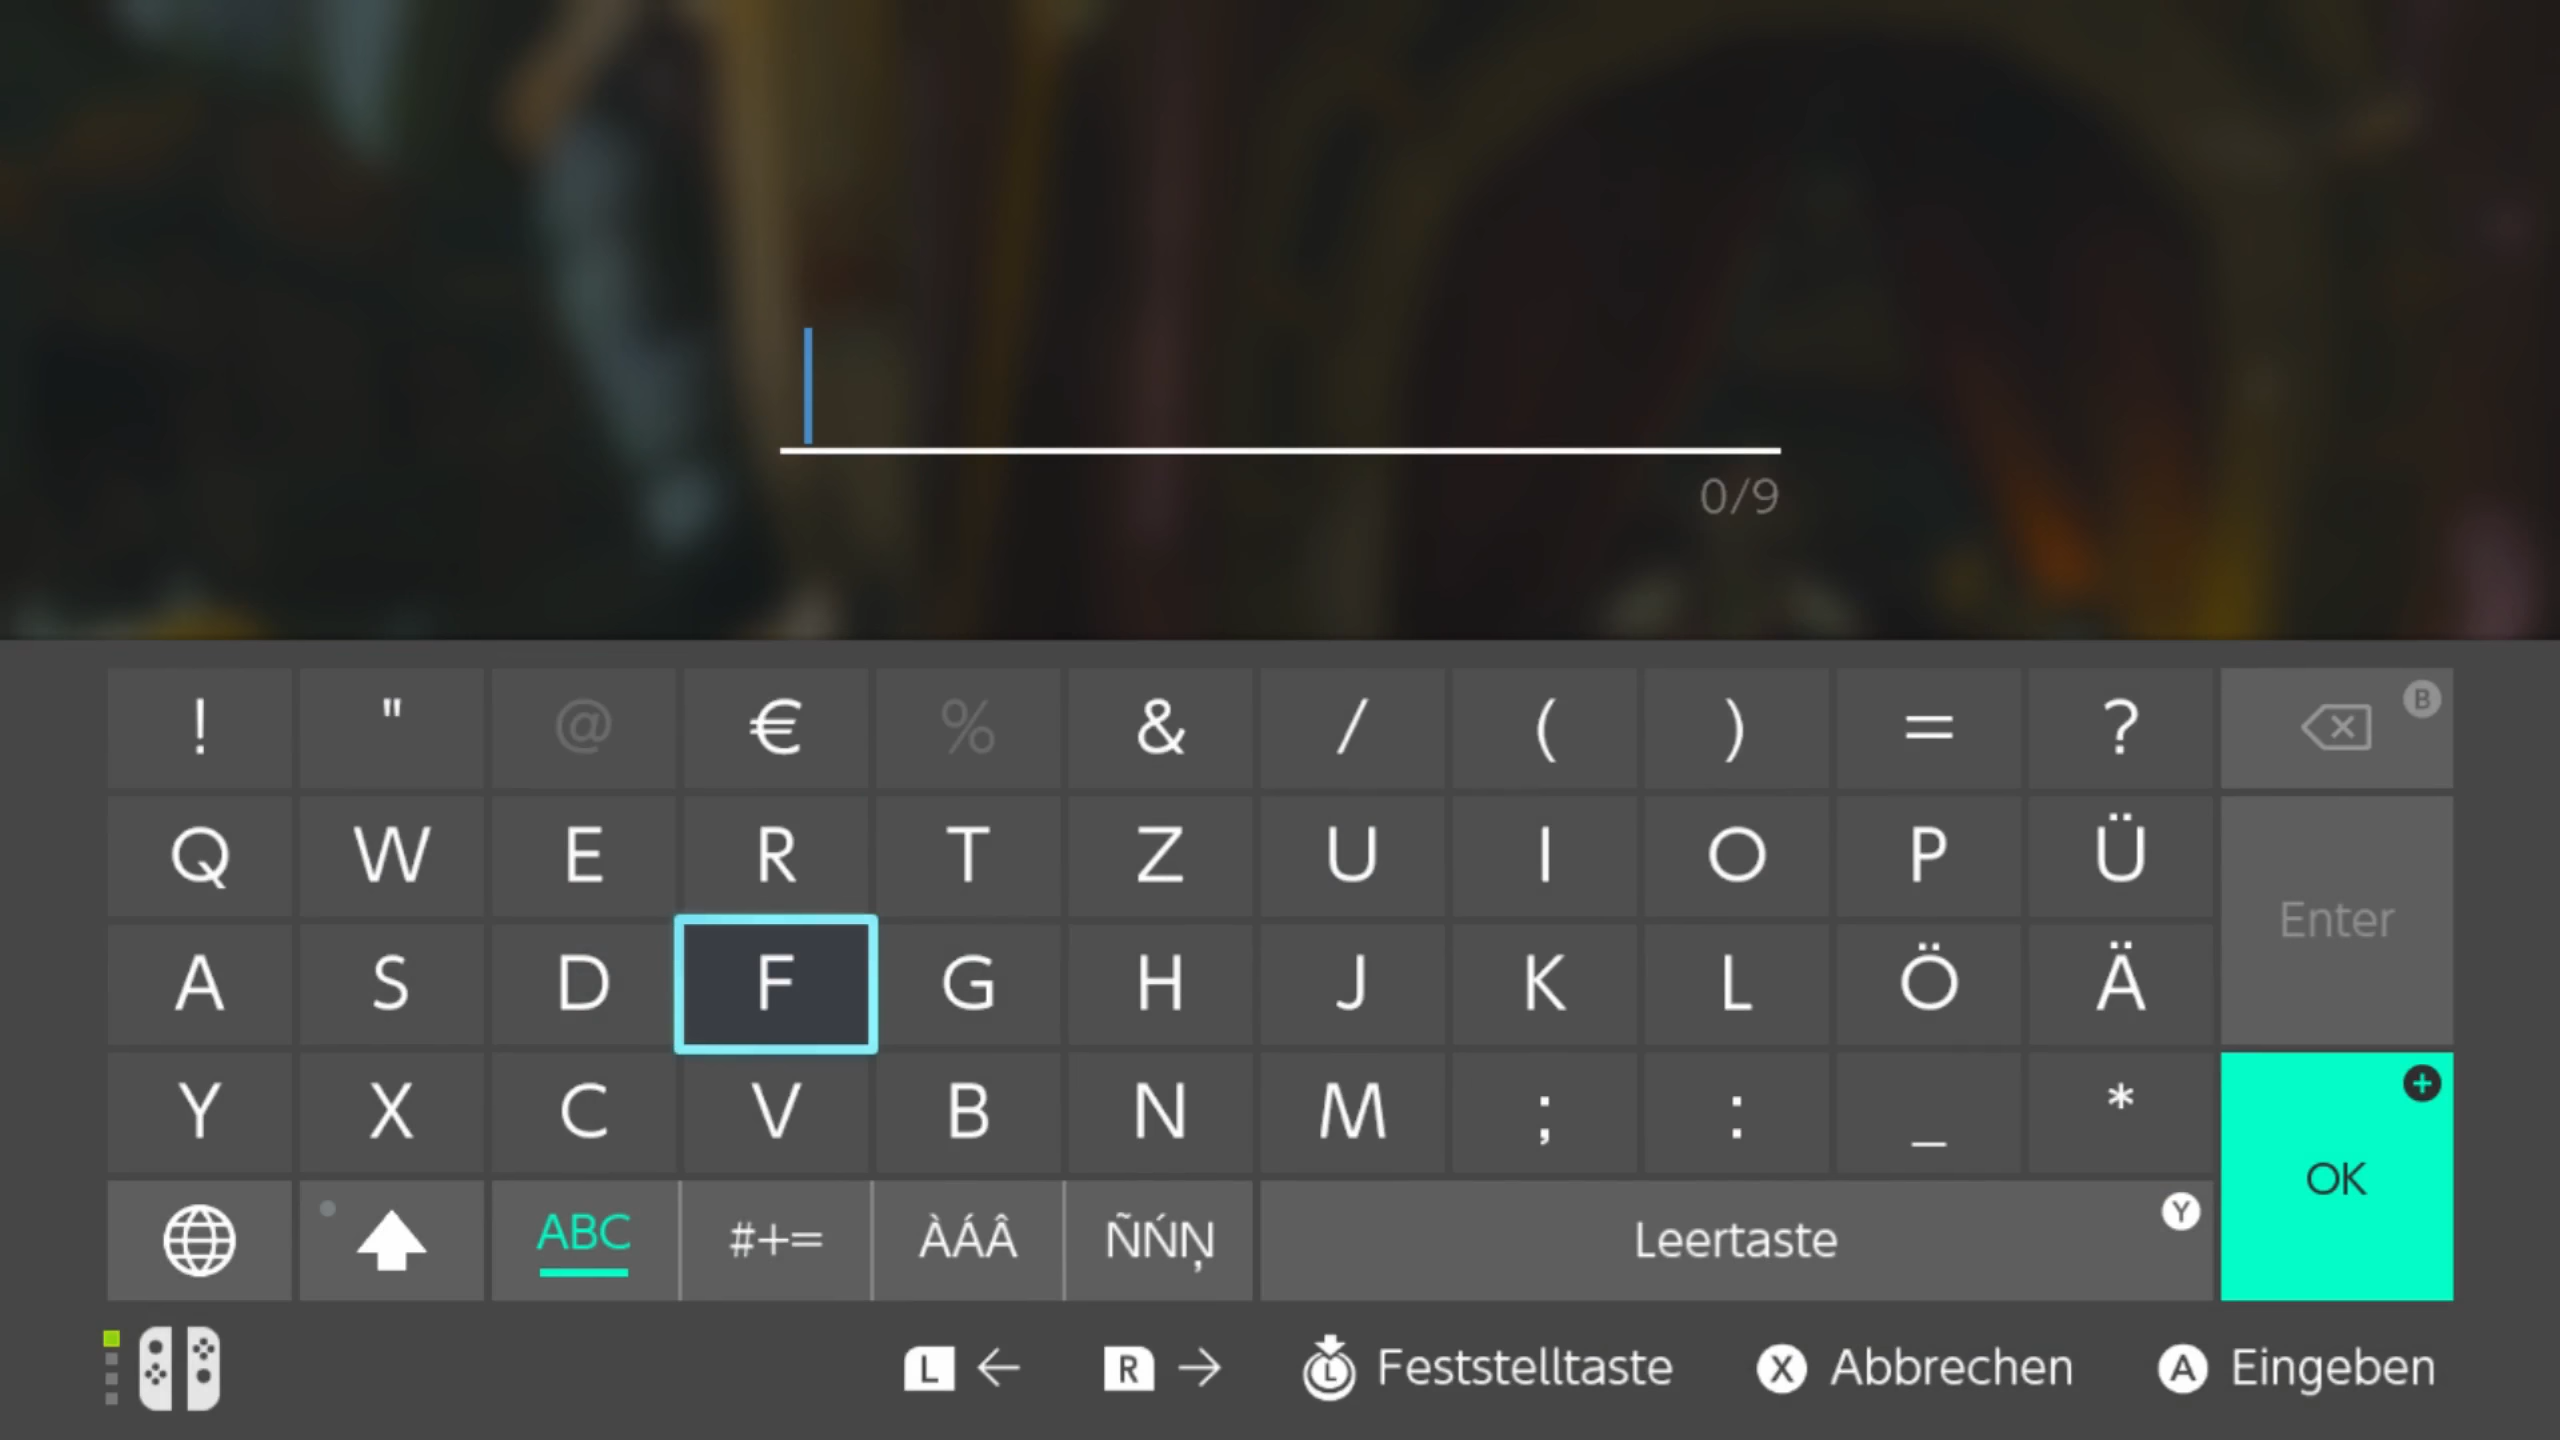 0/9
! " @ € % & / ( ) = ? B
Q W E R T Z U I O P Ü
Enter
A S D F G H J K L Ö Ä
Y X C V B N M ; : _ *
OK
ABC #+= ÀÁÂ ÑŃŅ Leertaste Y
L ← R → L Feststelltaste X Abbrechen A Eingeben